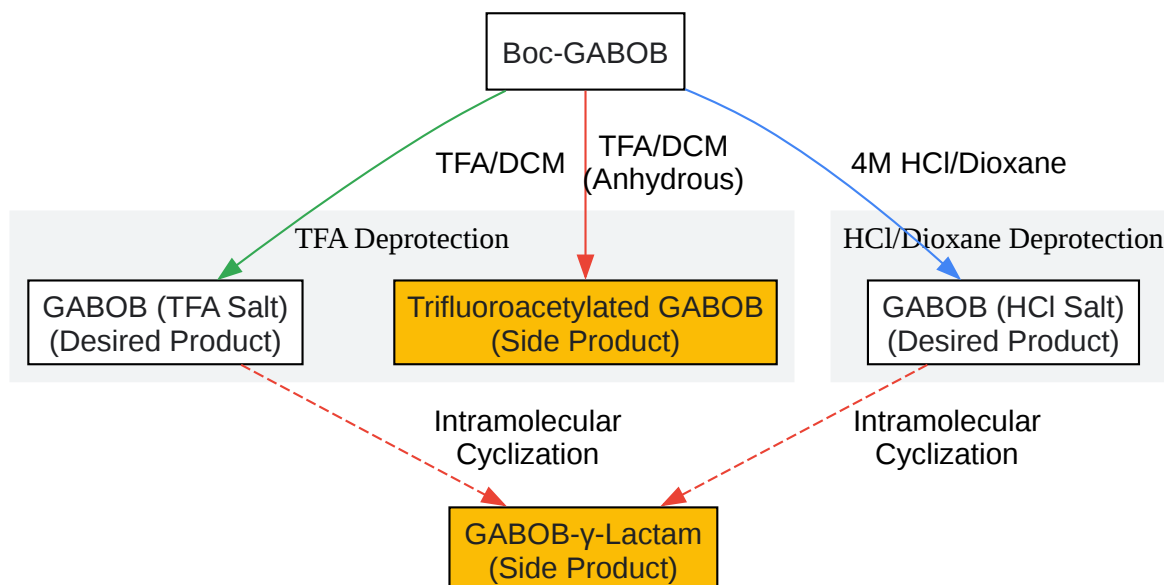 Boc-GABOB
TFA/DCM
TFA/DCM
(Anhydrous)
4M HCl/Dioxane
TFA Deprotection
HCl/Dioxane Deprotection
GABOB (TFA Salt)
(Desired Product)
Trifluoroacetylated GABOB
(Side Product)
GABOB (HCl Salt)
(Desired Product)
Intramolecular
Cyclization
Intramolecular
Cyclization
GABOB-γ-Lactam
(Side Product)